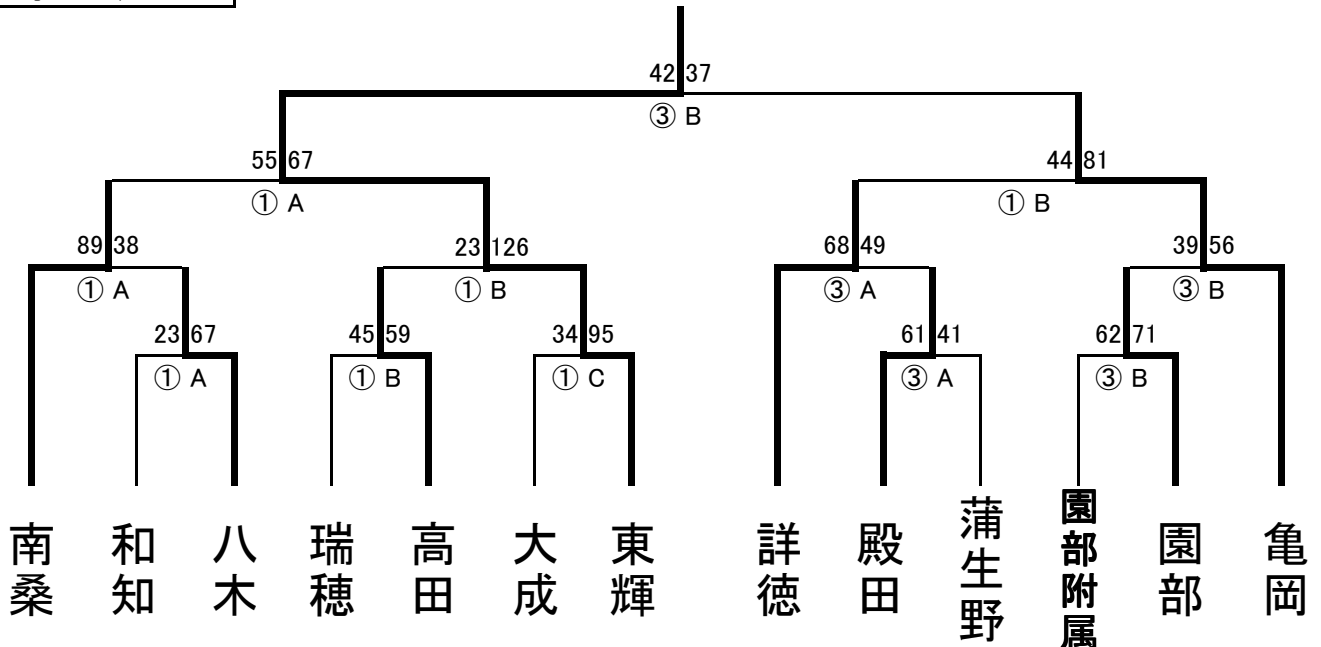 42 37
③ B
55 67
44 81
① A
① B
89 38
23 126
68 49
39 56
① A
① B
③ A
③ B
23 67
45 59
34 95
61 41
62 71
① A
① B
① C
③ A
③ B
南桑
和知
八木
瑞穂
高田
大成
東輝
詳徳
殿田
蒲生野
園部附属
園部
亀岡